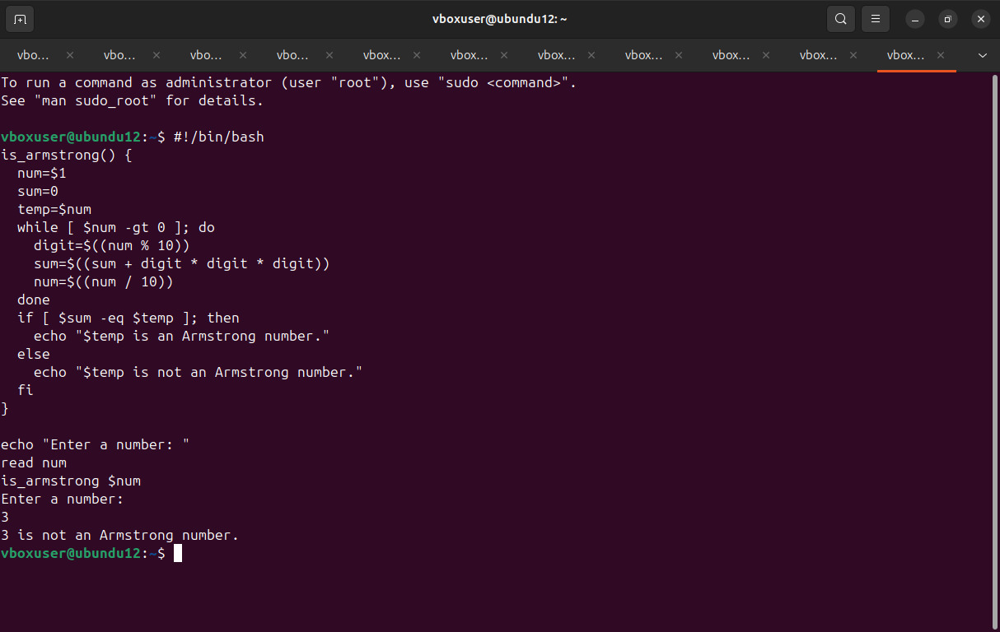 vboxuser@ubundu12: ~
vbo... vbo... vbo... vbo... vbox... vbox... vbox... vbox... vbox... vbox... vbox...
To run a command as administrator (user "root"), use "sudo <command>".
See "man sudo_root" for details.

vboxuser@ubundu12:~$ #!/bin/bash
is_armstrong() {
  num=$1
  sum=0
  temp=$num
  while [ $num -gt 0 ]; do
    digit=$((num % 10))
    sum=$((sum + digit * digit * digit))
    num=$((num / 10))
  done
  if [ $sum -eq $temp ]; then
    echo "$temp is an Armstrong number."
  else
    echo "$temp is not an Armstrong number."
  fi
}

echo "Enter a number: "
read num
is_armstrong $num
Enter a number:
3
3 is not an Armstrong number.
vboxuser@ubundu12:~$